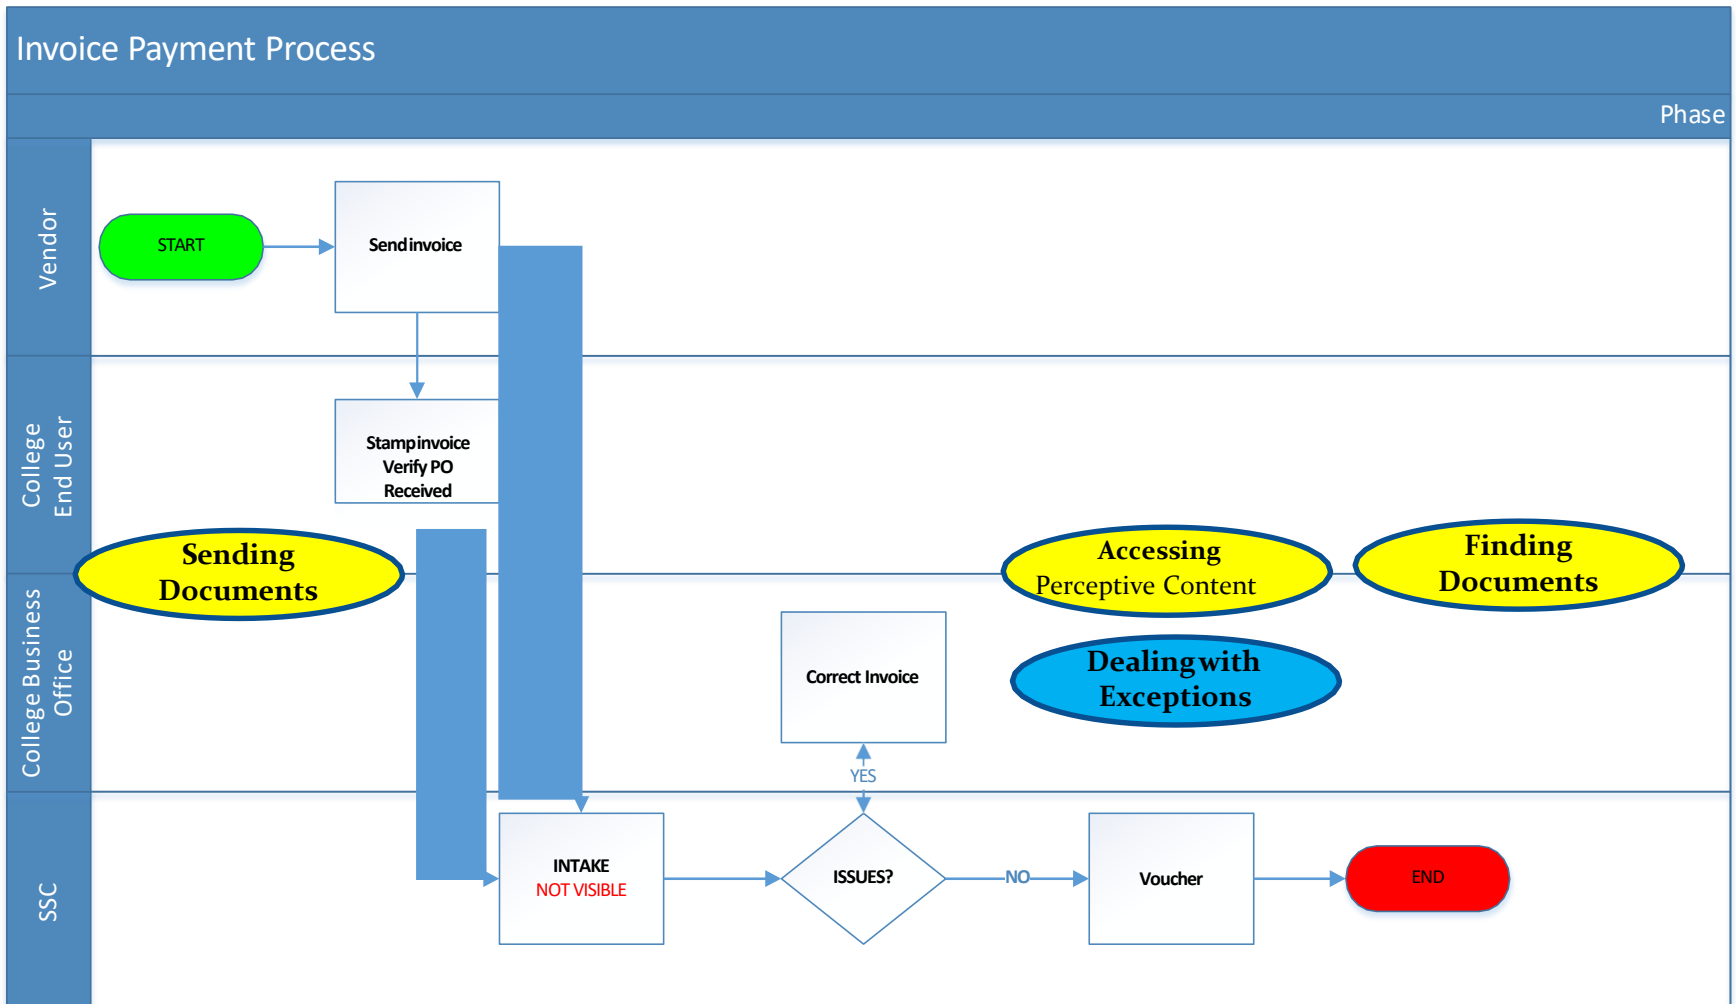 Invoice Payment Process
Phase
Vendor
START
Send invoice
College
End User
Stamp invoice
Verify PO
Received
Sending
Documents
Accessing
Perceptive Content
Finding
Documents
College Business
Office
Correct Invoice
Dealing with
Exceptions
YES
SSC
INTAKE
NOT VISIBLE
ISSUES?
NO
Voucher
END